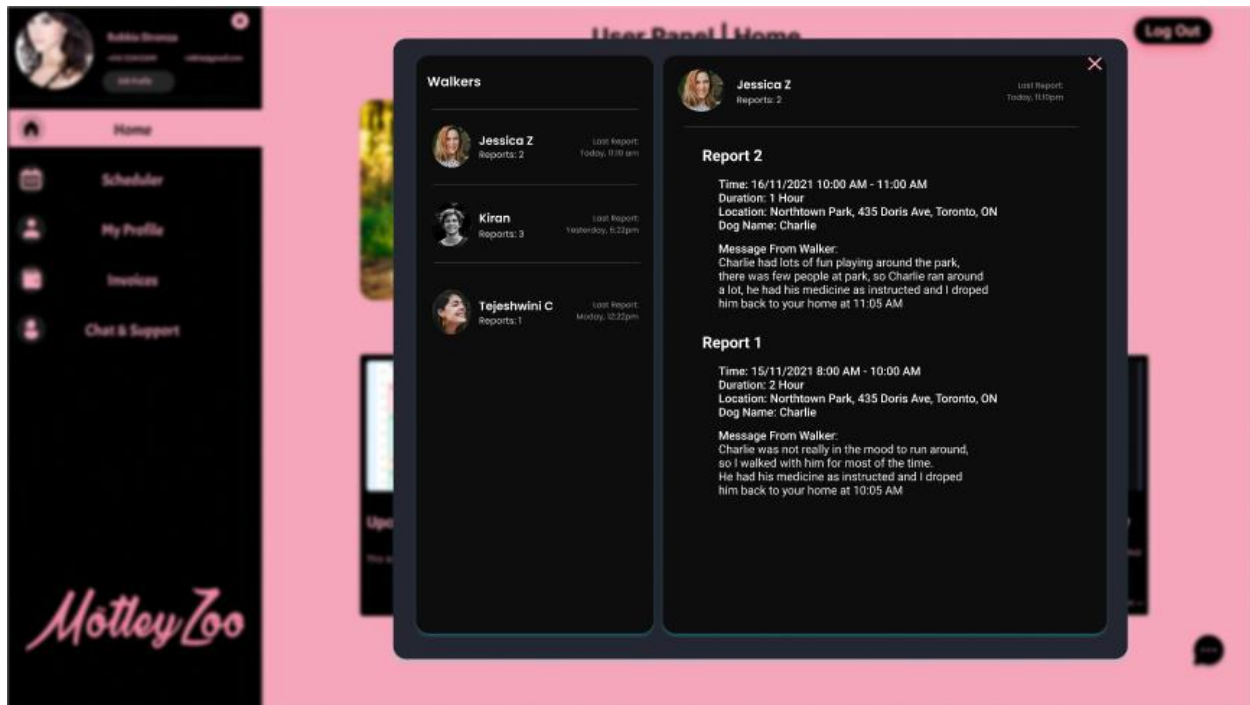 User Panel | Home
Log Out
Edit Profile
Home
Scheduler
My Profile
Invoices
Chat & Support
Mötley Zoo
Walkers
Jessica Z
Reports: 2
Last Report:
Today, 11:10 am
Kiran
Reports: 3
Last Report:
Yesterday, 6:22pm
Tejeshwini C
Reports: 1
Last Report:
Moday, 12:22pm
Jessica Z
Reports: 2
Last Report:
Today, 11:10pm
Report 2
Time: 16/11/2021 10:00 AM - 11:00 AM
Duration: 1 Hour
Location: Northtown Park, 435 Doris Ave, Toronto, ON
Dog Name: Charlie
Message From Walker:
Charlie had lots of fun playing around the park,
there was few people at park, so Charlie ran around
a lot, he had his medicine as instructed and I droped
him back to your home at 11:05 AM
Report 1
Time: 15/11/2021 8:00 AM - 10:00 AM
Duration: 2 Hour
Location: Northtown Park, 435 Doris Ave, Toronto, ON
Dog Name: Charlie
Message From Walker:
Charlie was not really in the mood to run around,
so I walked with him for most of the time.
He had his medicine as instructed and I droped
him back to your home at 10:05 AM